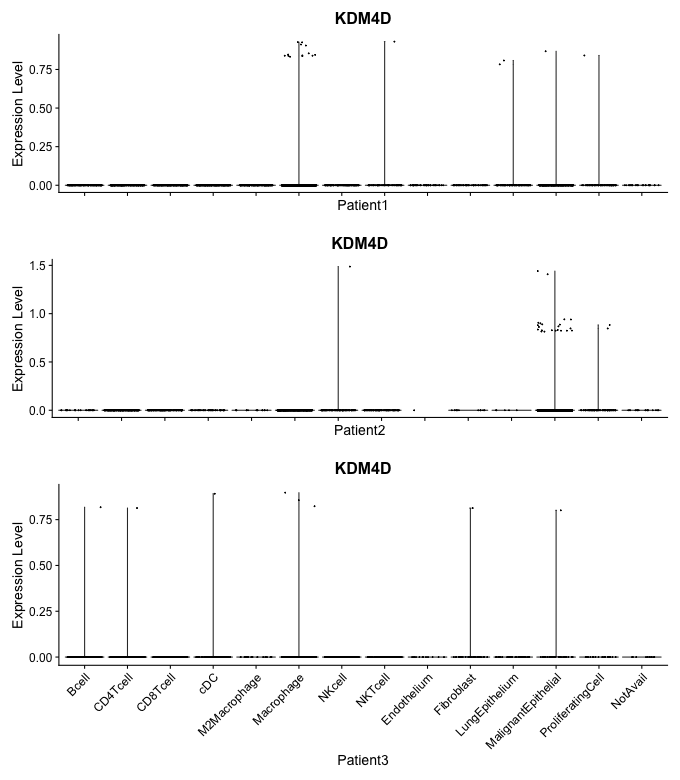 KDM4D
Expression Level
0.75
0.50
0.25
0.00
Patient1
KDM4D
Expression Level
1.5
1.0
0.5
0.0
Patient2
KDM4D
Expression Level
0.75
0.50
0.25
0.00
Bcell
CD4Tcell
CD8Tcell
cDC
M2Macrophage
Macrophage
NKcell
NKTcell
Endothelium
Fibroblast
LungEpithelium
MalignantEpithelial
ProliferatingCell
NotAvail
Patient3